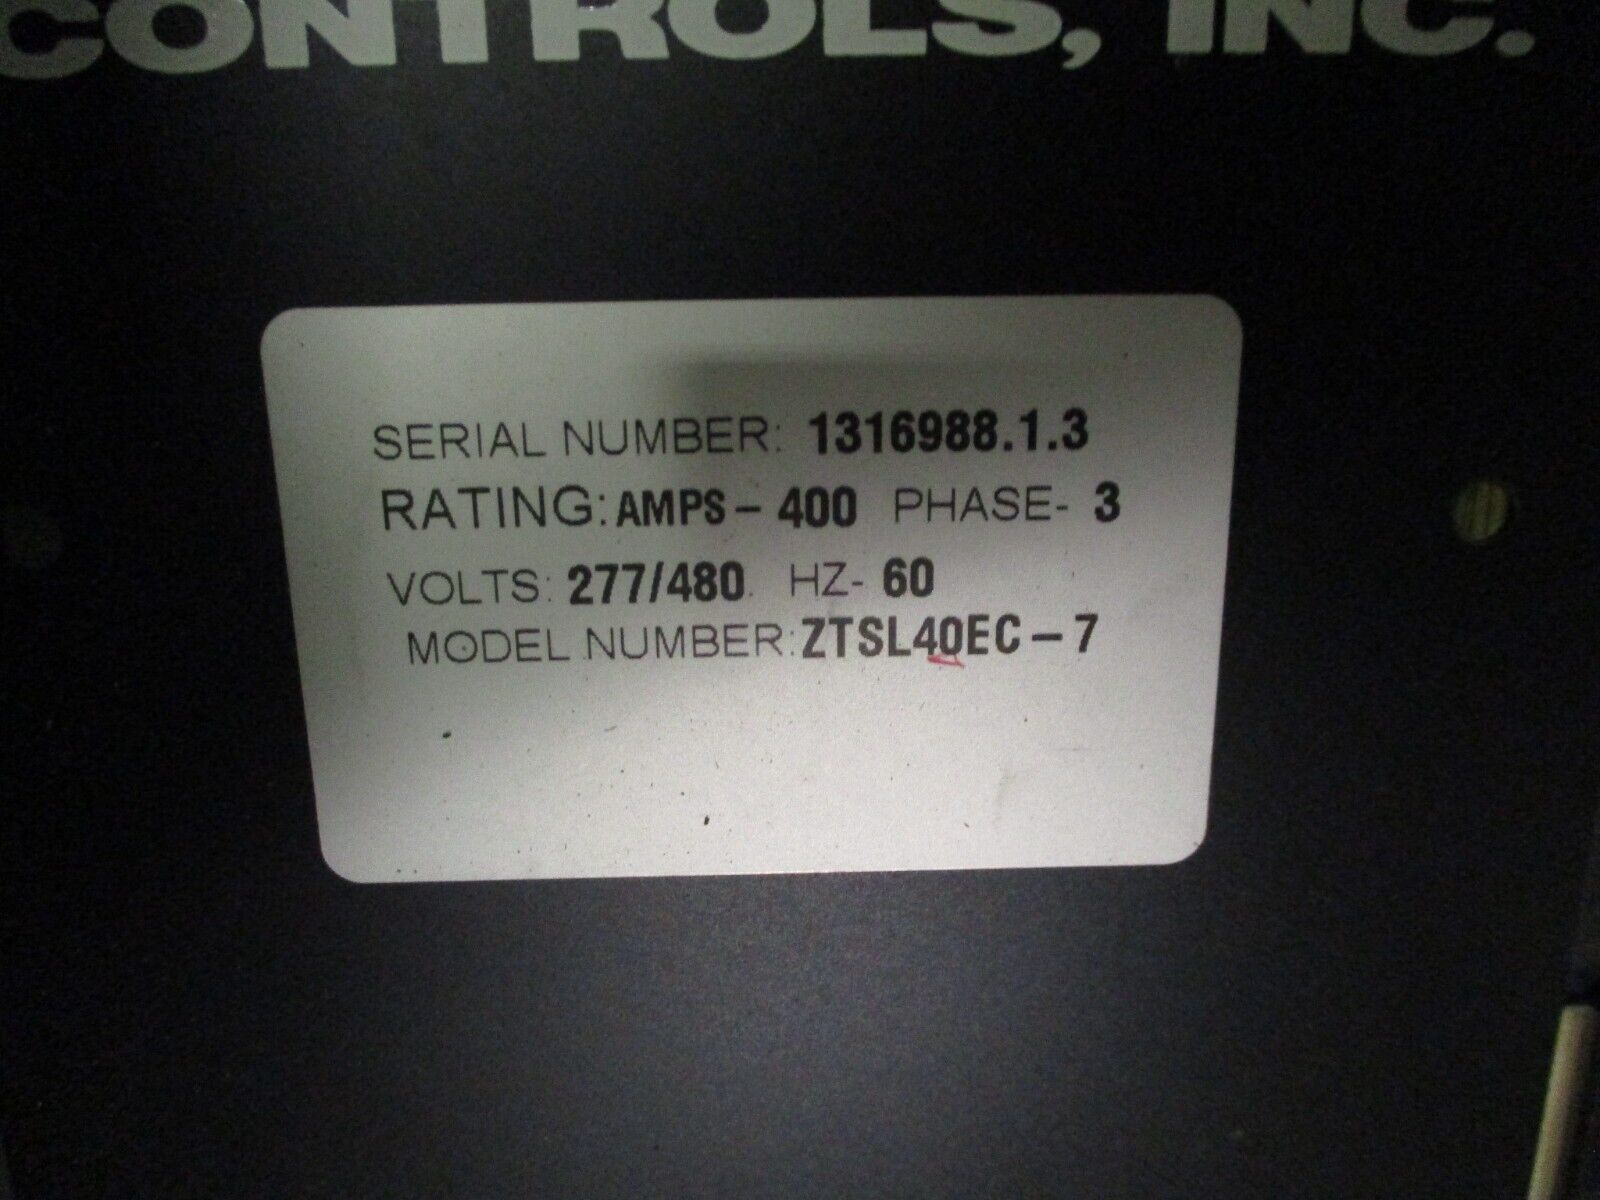 CONTROLS, INC.
SERIAL NUMBER: 1316988.1.3
RATING: AMPS - 400 PHASE- 3
VOLTS: 277/480 HZ- 60
MODEL NUMBER: ZTSL40EC - 7